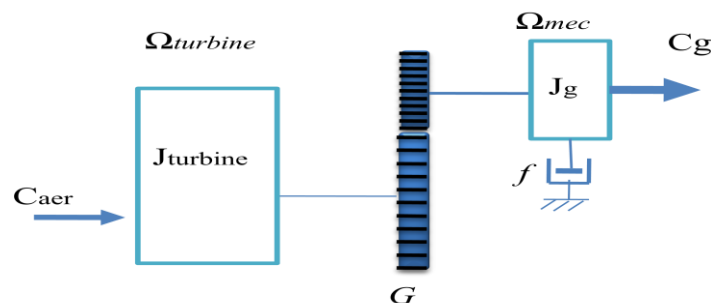 Ωturbine
Ωmec
Cg
Jg
Jturbine
f
Caer
G